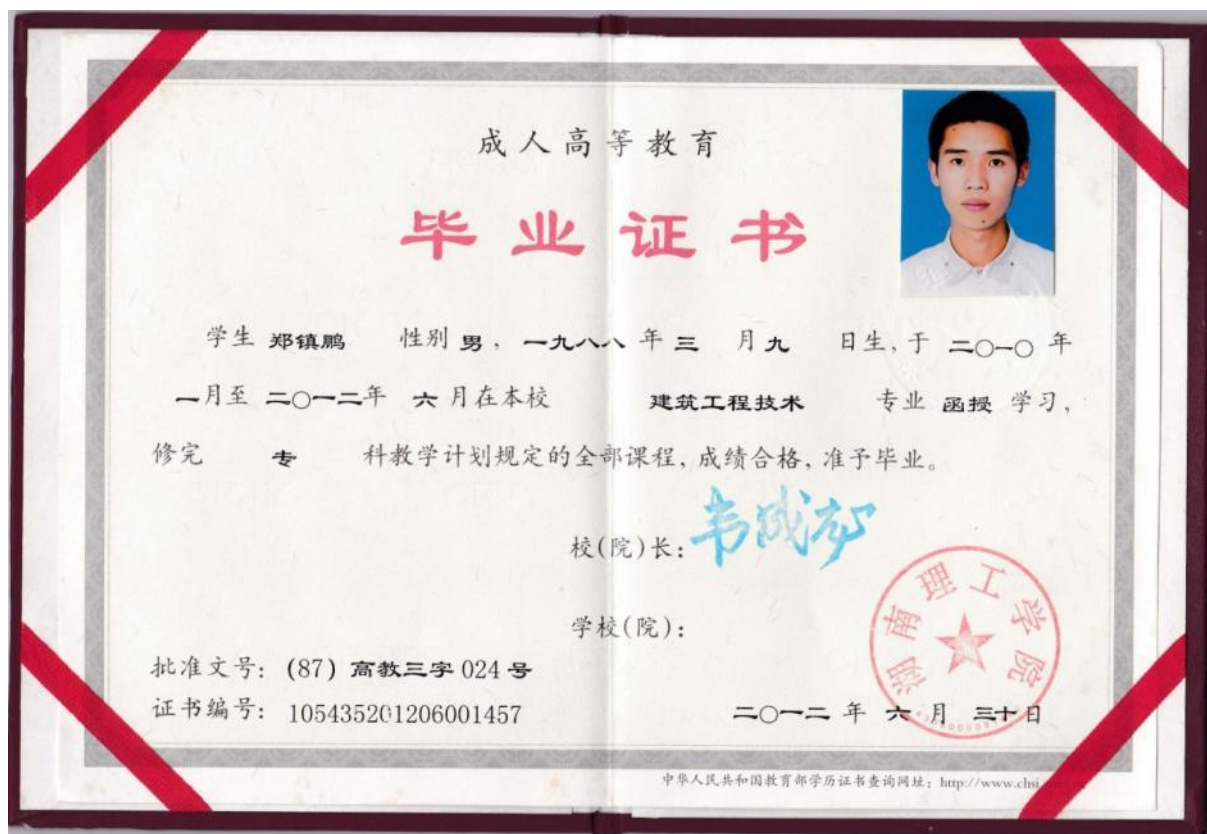 成人高等教育
毕业证书
学生 郑镇鹏 性别 男, 一九八八 年 三 月 九 日生, 于 二〇一〇 年
一月至 二〇一二年 六 月在本校 建筑工程技术 专业 函授 学习,
修完 专 科教学计划规定的全部课程, 成绩合格, 准予毕业。
校(院)长:
学校(院):
湖南理工学院
批准文号: (87) 高教三字 024 号
证书编号: 105435201206001457
二〇一二 年 六 月 三十日
中华人民共和国教育部学历证书查询网址: http://www.chsi